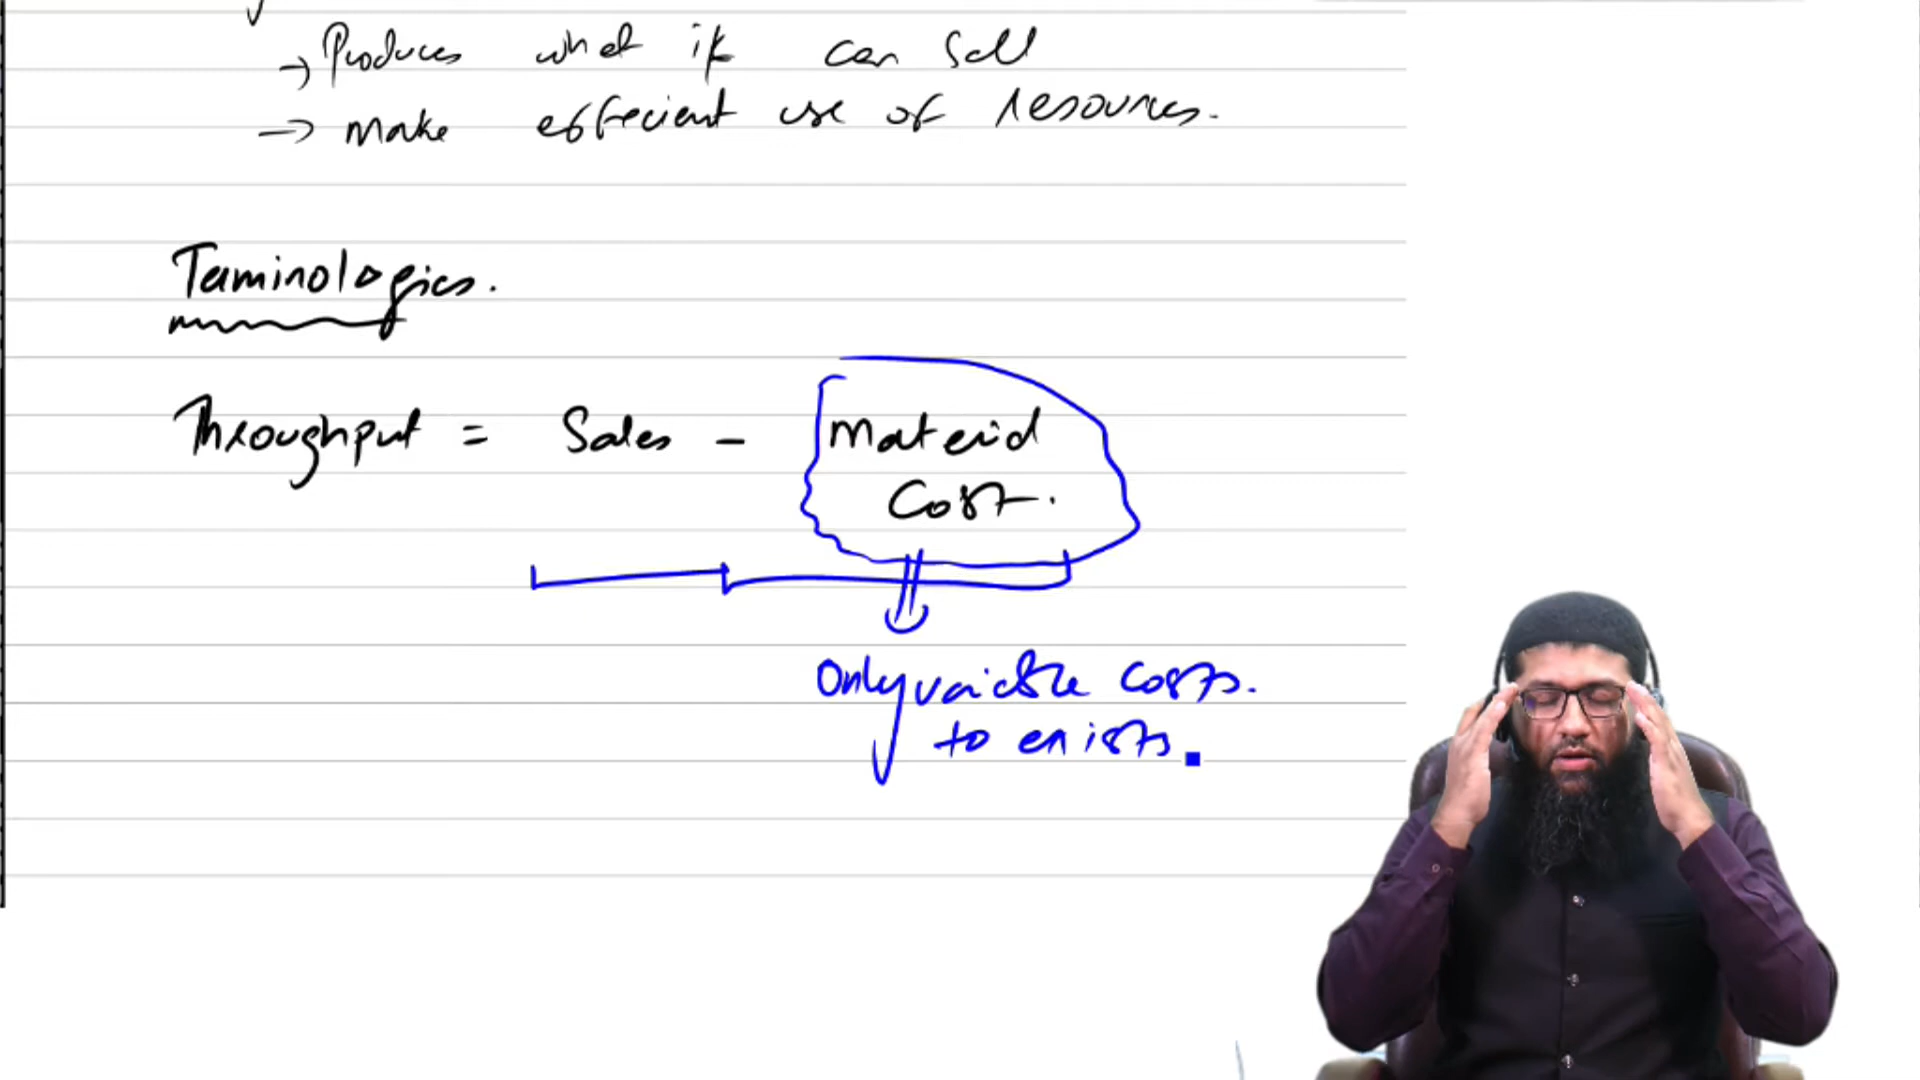 → Produces what it can sell
→ Make efficient use of resources.
Terminologies.
Throughput = Sales - Material
Cost.
Only variable costs.
to exists.